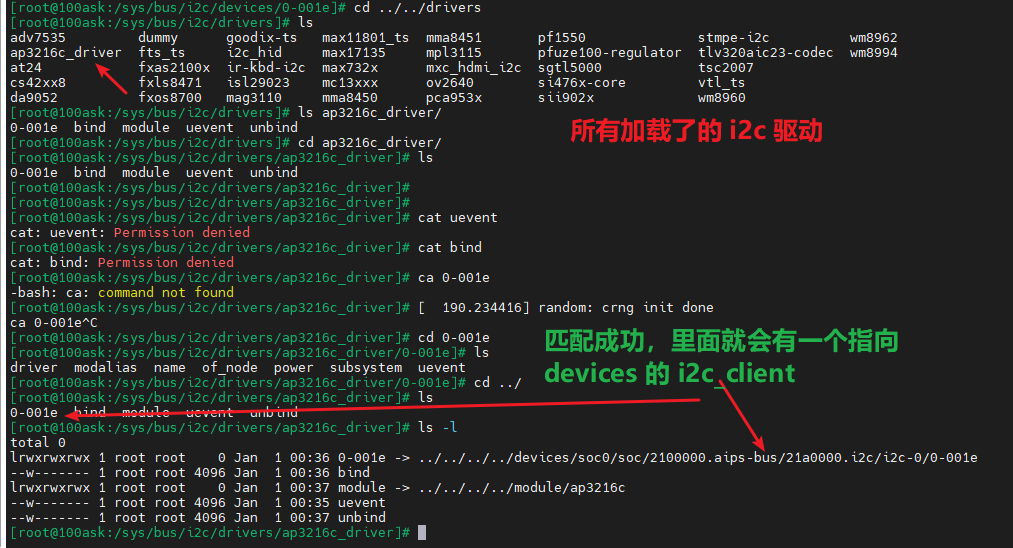 [root@100ask:/sys/bus/i2c/devices/0-001e]# cd ../../drivers
[root@100ask:/sys/bus/i2c/drivers]# ls
adv7535         dummy      goodix-ts   max11801_ts  mma8451        pf1550             stmpe-i2c            wm8962
ap3216c_driver  fts_ts     i2c_hid     max17135     mpl3115        pfuze100-regulator  tlv320aic23-codec  wm8994
at24            fxas2100x  ir-kbd-i2c  max732x      mxc_hdmi_i2c  sgtl5000           tsc2007
cs42xx8         fxls8471   isl29023    mc13xxx      ov2640         si476x-core        vtl_ts
da9052          fxos8700   mag3110     mma8450      pca953x        sii902x            wm8960
[root@100ask:/sys/bus/i2c/drivers]# ls ap3216c_driver/
0-001e  bind  module  uevent  unbind
所有加载了的 i2c 驱动
[root@100ask:/sys/bus/i2c/drivers]# cd ap3216c_driver/
[root@100ask:/sys/bus/i2c/drivers/ap3216c_driver]# ls
0-001e  bind  module  uevent  unbind
[root@100ask:/sys/bus/i2c/drivers/ap3216c_driver]#
[root@100ask:/sys/bus/i2c/drivers/ap3216c_driver]#
[root@100ask:/sys/bus/i2c/drivers/ap3216c_driver]# cat uevent
cat: uevent: Permission denied
[root@100ask:/sys/bus/i2c/drivers/ap3216c_driver]# cat bind
cat: bind: Permission denied
[root@100ask:/sys/bus/i2c/drivers/ap3216c_driver]# ca 0-001e
-bash: ca: command not found
[root@100ask:/sys/bus/i2c/drivers/ap3216c_driver]# [  190.234416] random: crng init done
ca 0-001e^C
[root@100ask:/sys/bus/i2c/drivers/ap3216c_driver]# cd 0-001e
匹配成功，里面就会有一个指向
devices 的 i2c_client
[root@100ask:/sys/bus/i2c/drivers/ap3216c_driver/0-001e]# ls
driver  modalias  name  of_node  power  subsystem  uevent
[root@100ask:/sys/bus/i2c/drivers/ap3216c_driver/0-001e]# cd ../
[root@100ask:/sys/bus/i2c/drivers/ap3216c_driver]# ls
0-001e  bind  module  uevent  unbind
[root@100ask:/sys/bus/i2c/drivers/ap3216c_driver]# ls -l
total 0
lrwxrwxrwx 1 root root    0 Jan  1 00:36 0-001e -> ../../../../devices/soc0/soc/2100000.aips-bus/21a0000.i2c/i2c-0/0-001e
--w------- 1 root root 4096 Jan  1 00:36 bind
lrwxrwxrwx 1 root root    0 Jan  1 00:37 module -> ../../../../module/ap3216c
--w------- 1 root root 4096 Jan  1 00:35 uevent
--w------- 1 root root 4096 Jan  1 00:37 unbind
[root@100ask:/sys/bus/i2c/drivers/ap3216c_driver]#